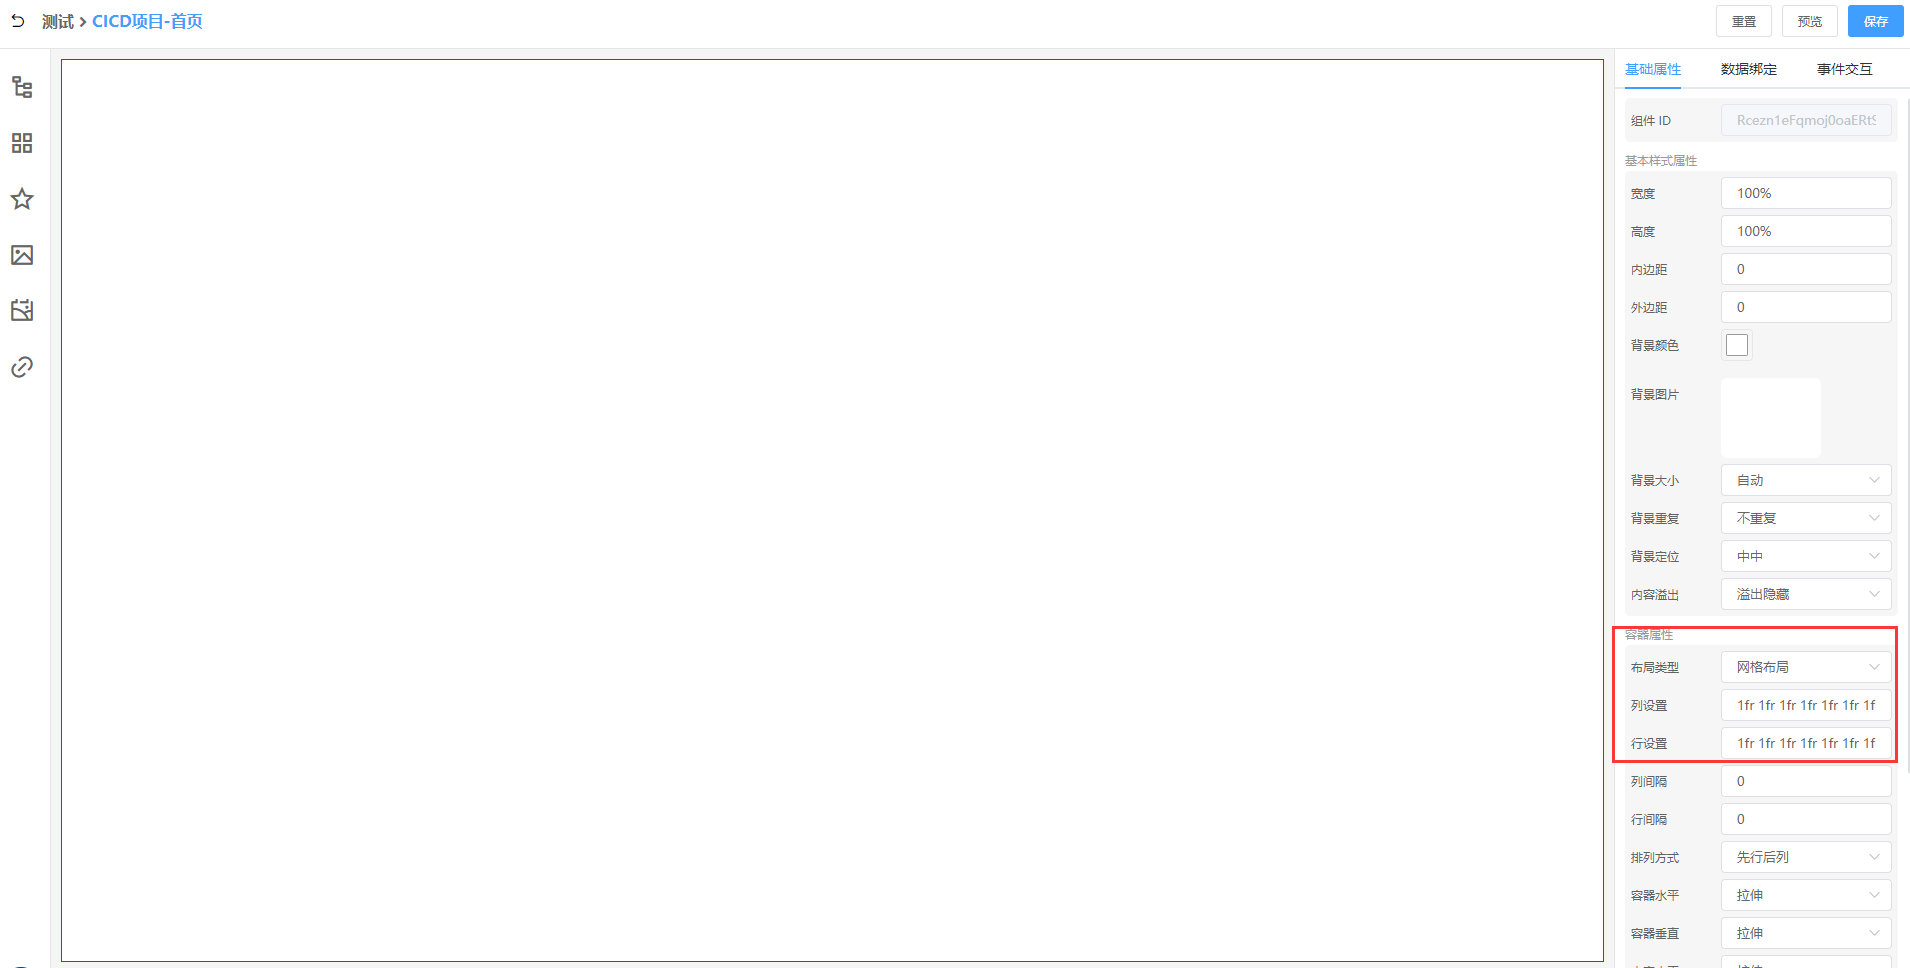 测试 > CICD项目-首页
重置 预览 保存
基础属性 数据绑定 事件交互
组件 ID Rcezn1eFqmoj0oaERtS
基本样式属性
宽度 100%
高度 100%
内边距 0
外边距 0
背景颜色
背景图片
背景大小 自动
背景重复 不重复
背景定位 中中
内容溢出 溢出隐藏
容器属性
布局类型 网格布局
列设置 1fr 1fr 1fr 1fr 1fr 1fr 1f
行设置 1fr 1fr 1fr 1fr 1fr 1fr 1f
列间隔 0
行间隔 0
排列方式 先行后列
容器水平 拉伸
容器垂直 拉伸